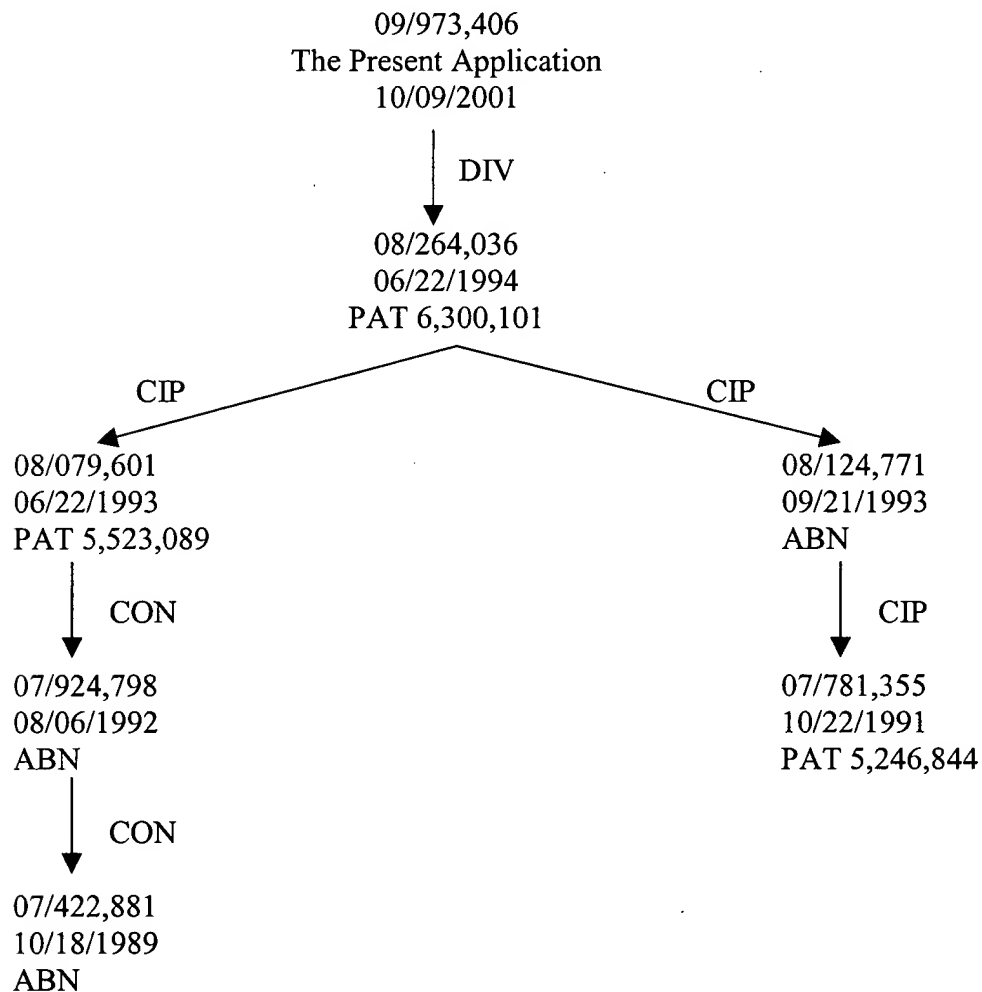 09/973,406
The Present Application
10/09/2001
DIV
08/264,036
06/22/1994
PAT 6,300,101
CIP
CIP
08/079,601
06/22/1993
PAT 5,523,089
08/124,771
09/21/1993
ABN
CON
CIP
07/924,798
08/06/1992
ABN
07/781,355
10/22/1991
PAT 5,246,844
CON
07/422,881
10/18/1989
ABN